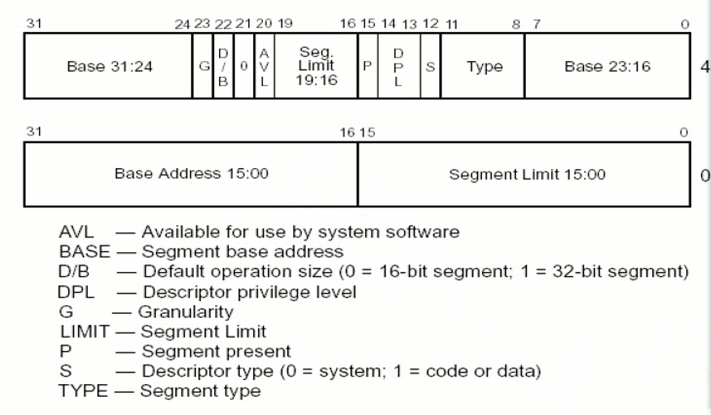 31 24 23 22 21 20 19 16 15 14 13 12 11 8 7 0
Base 31:24 G D/B 0 AVL Seg. Limit 19:16 P DPL S Type Base 23:16 4
31 16 15 0
Base Address 15:00 Segment Limit 15:00 0
AVL — Available for use by system software
BASE — Segment base address
D/B — Default operation size (0 = 16-bit segment; 1 = 32-bit segment)
DPL — Descriptor privilege level
G — Granularity
LIMIT — Segment Limit
P — Segment present
S — Descriptor type (0 = system; 1 = code or data)
TYPE — Segment type